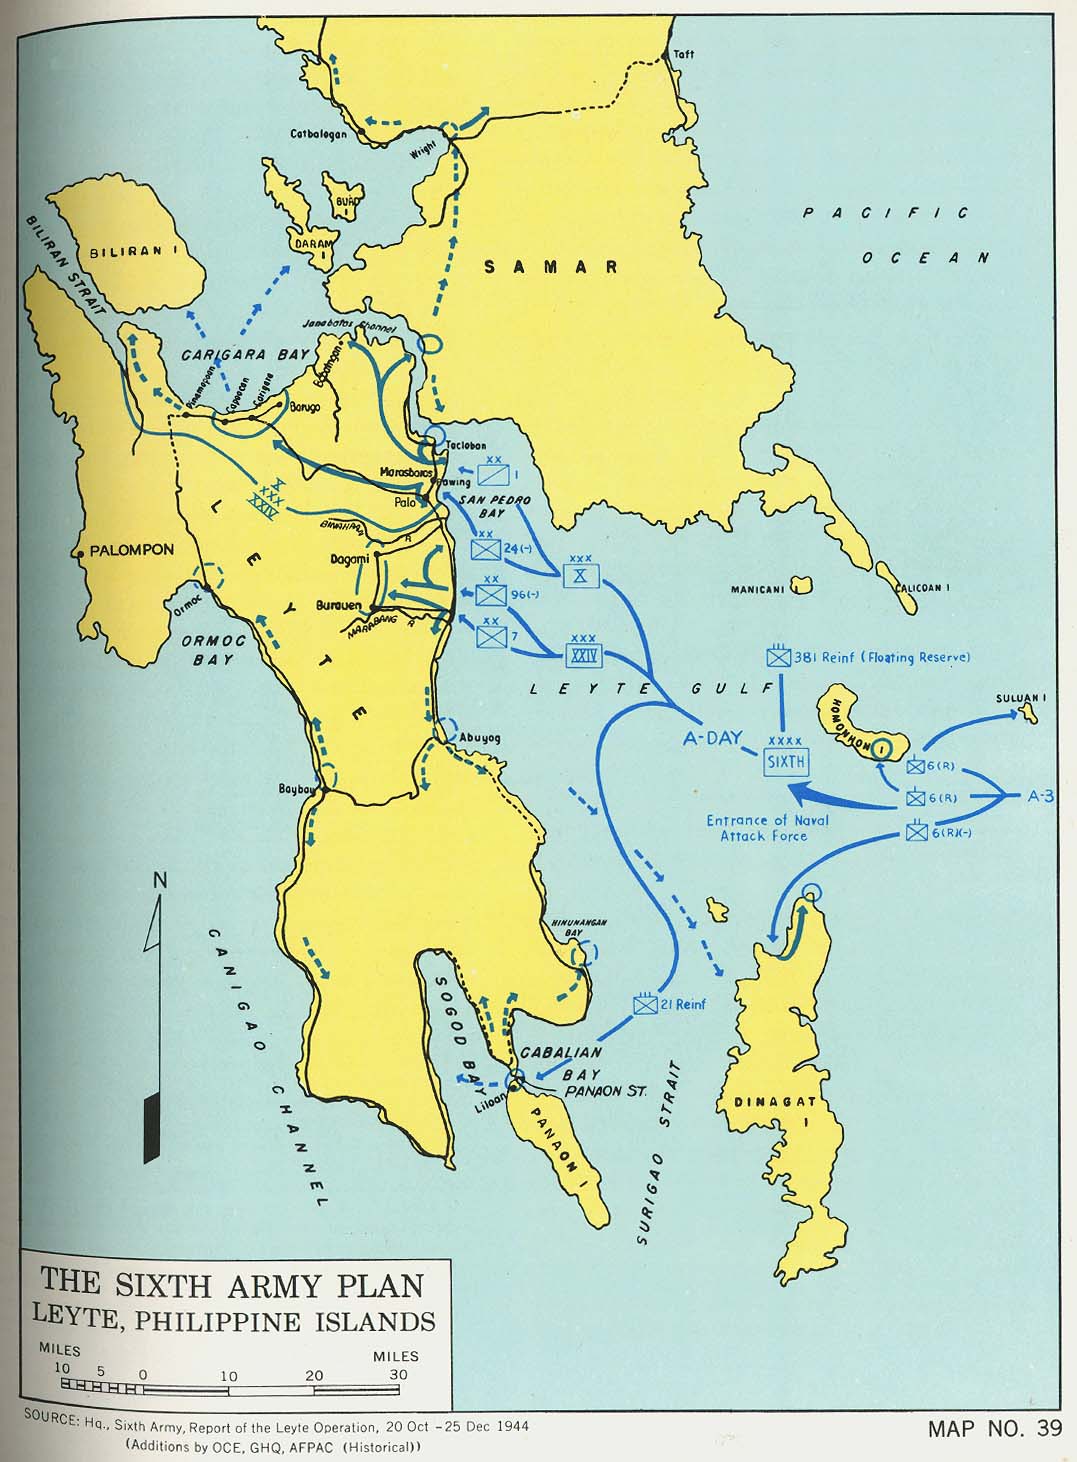 Taft
Catbalogan
Wright
BUAD
I
DARAM
I
BILIRAN I
BILIRAN STRAIT
SAMAR
PACIFIC
OCEAN
Janabatas Channel
CARIGARA BAY
Pinamopoan
Capoocan
Carigara
Barugo
Babatngon
Tacloban
Marasbaras
Pawing
Palo
XX
1
SAN PEDRO
BAY
X
XXX
XXIV
BINAHAAN R
Dagami
Burauen
MARABANG R
XX
24(-)
XXX
X
XX
96(-)
XX
7
XXX
XXIV
PALOMPON
LEYTE
Ormoc
ORMOC
BAY
MANICANI I
CALICOAN I
381 Reinf (Floating Reserve)
LEYTE GULF
HOMONHON I
SULUAN I
A-DAY
XXXX
SIXTH
Abuyog
Baybay
6(R)
6(R)
A-3
6(R)(-)
Entrance of Naval
Attack Force
N
HINUNANGAN
BAY
CANIGAO CHANNEL
SOGOD BAY
21 Reinf
CABALIAN
BAY
PANAON ST.
Liloan
PANAON I
SURIGAO STRAIT
DINAGAT
I
THE SIXTH ARMY PLAN
LEYTE, PHILIPPINE ISLANDS
MILES MILES
10 5 0 10 20 30
SOURCE: Hq., Sixth Army, Report of the Leyte Operation, 20 Oct -25 Dec 1944
(Additions by OCE, GHQ, AFPAC (Historical))
MAP NO. 39